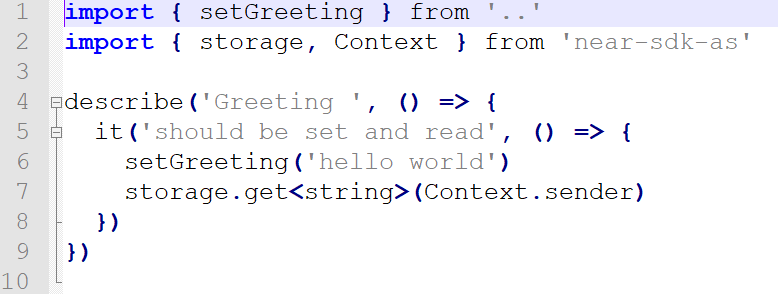 1 import { setGreeting } from '..'
2 import { storage, Context } from 'near-sdk-as'
3
4 describe('Greeting ', () => {
5 it('should be set and read', () => {
6 setGreeting('hello world')
7 storage.get<string>(Context.sender)
8 })
9 })
10